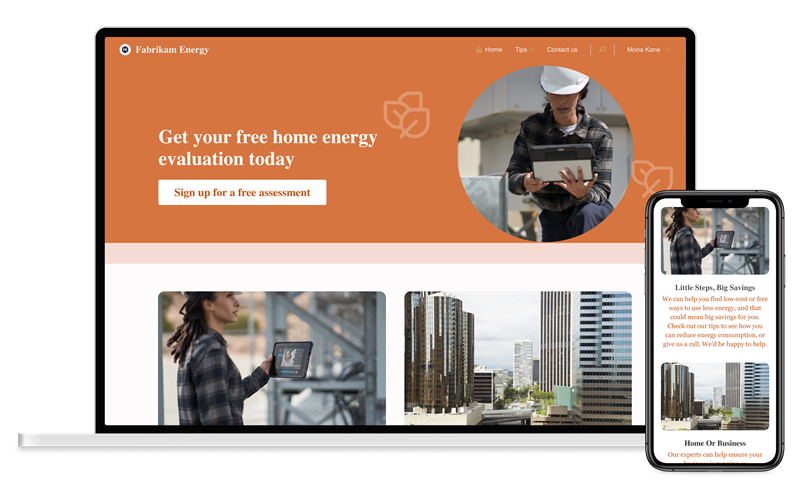 Fabrikam Energy
Home Tips Contact us Mona Kane
Get your free home energy
evaluation today
Sign up for a free assessment
Little Steps, Big Savings
We can help you find low-cost or free
ways to use less energy, and that
could mean big savings for you.
Check out our tips to see how you
can reduce energy consumption, or
give us a call. We'd be happy to help.
Home Or Business
Our experts can help ensure your